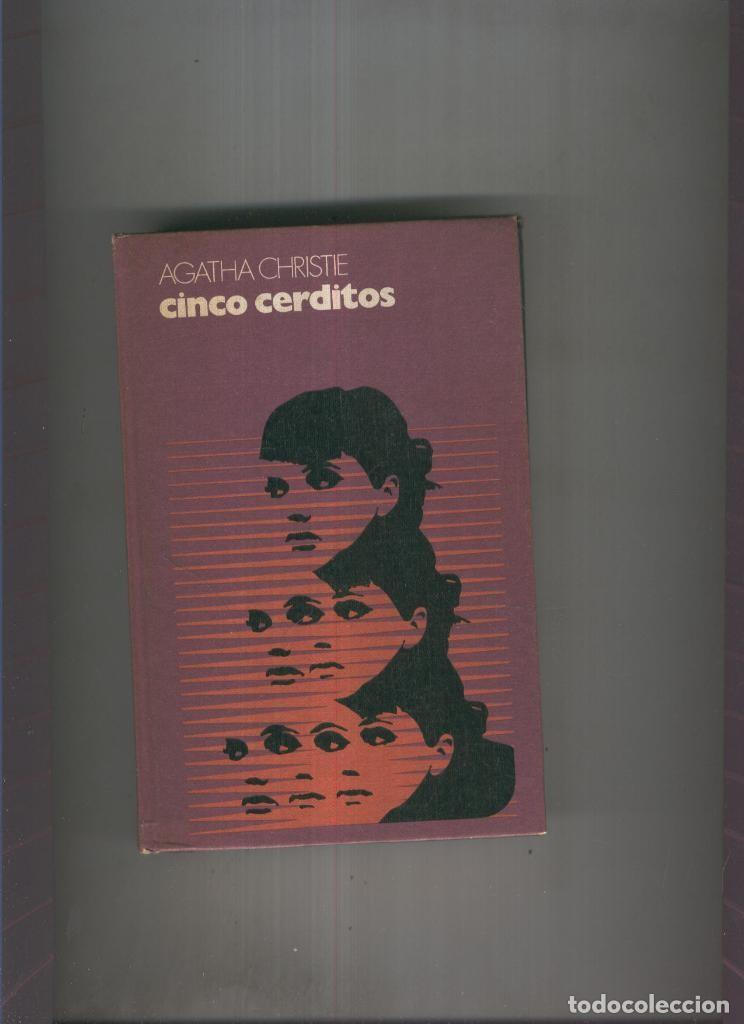 AGATHA CHRISTIE
cinco cerditos
todocoleccion